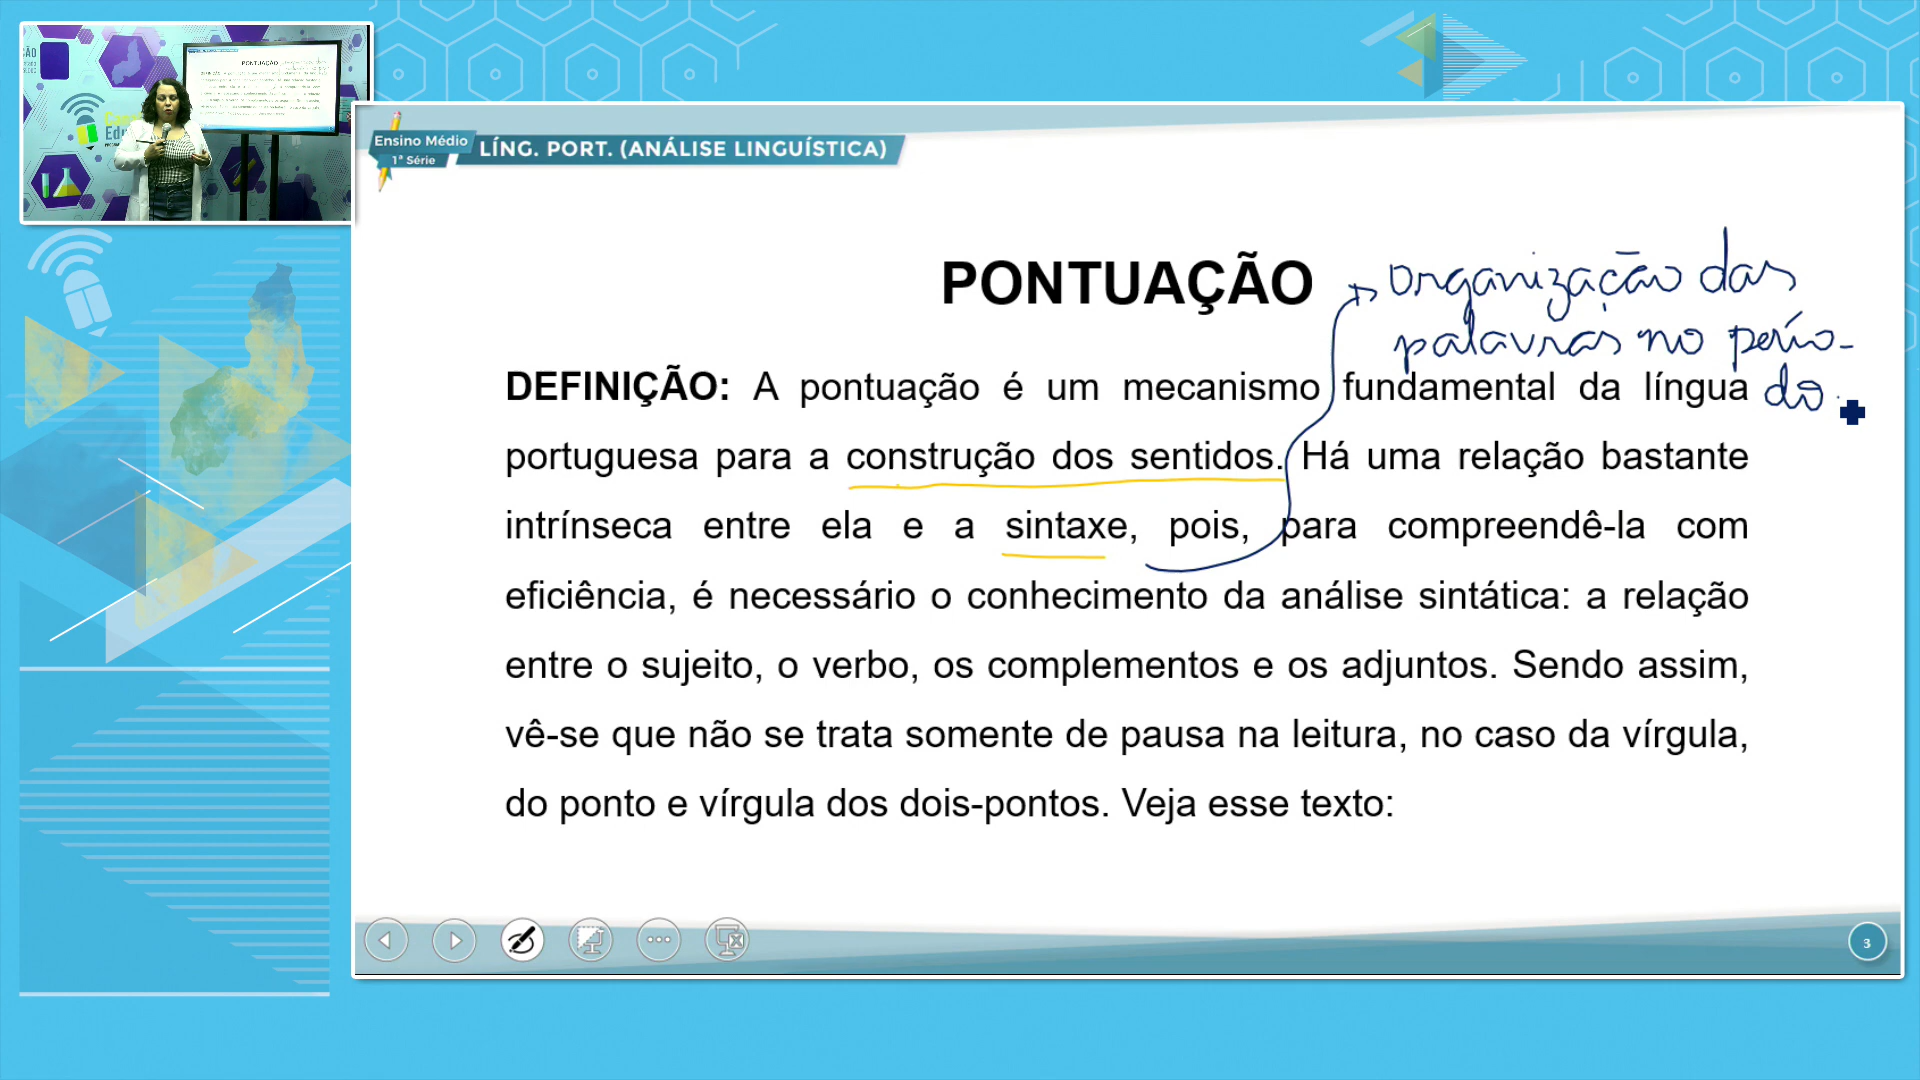 Ensino Médio
1ª Série
LÍNG. PORT. (ANÁLISE LINGUÍSTICA)
PONTUAÇÃO
organização das
palavras no perío-
do.
DEFINIÇÃO: A pontuação é um mecanismo fundamental da língua
portuguesa para a construção dos sentidos. Há uma relação bastante
intrínseca entre ela e a sintaxe, pois, para compreendê-la com
eficiência, é necessário o conhecimento da análise sintática: a relação
entre o sujeito, o verbo, os complementos e os adjuntos. Sendo assim,
vê-se que não se trata somente de pausa na leitura, no caso da vírgula,
do ponto e vírgula dos dois-pontos. Veja esse texto:
3
PONTUAÇÃO